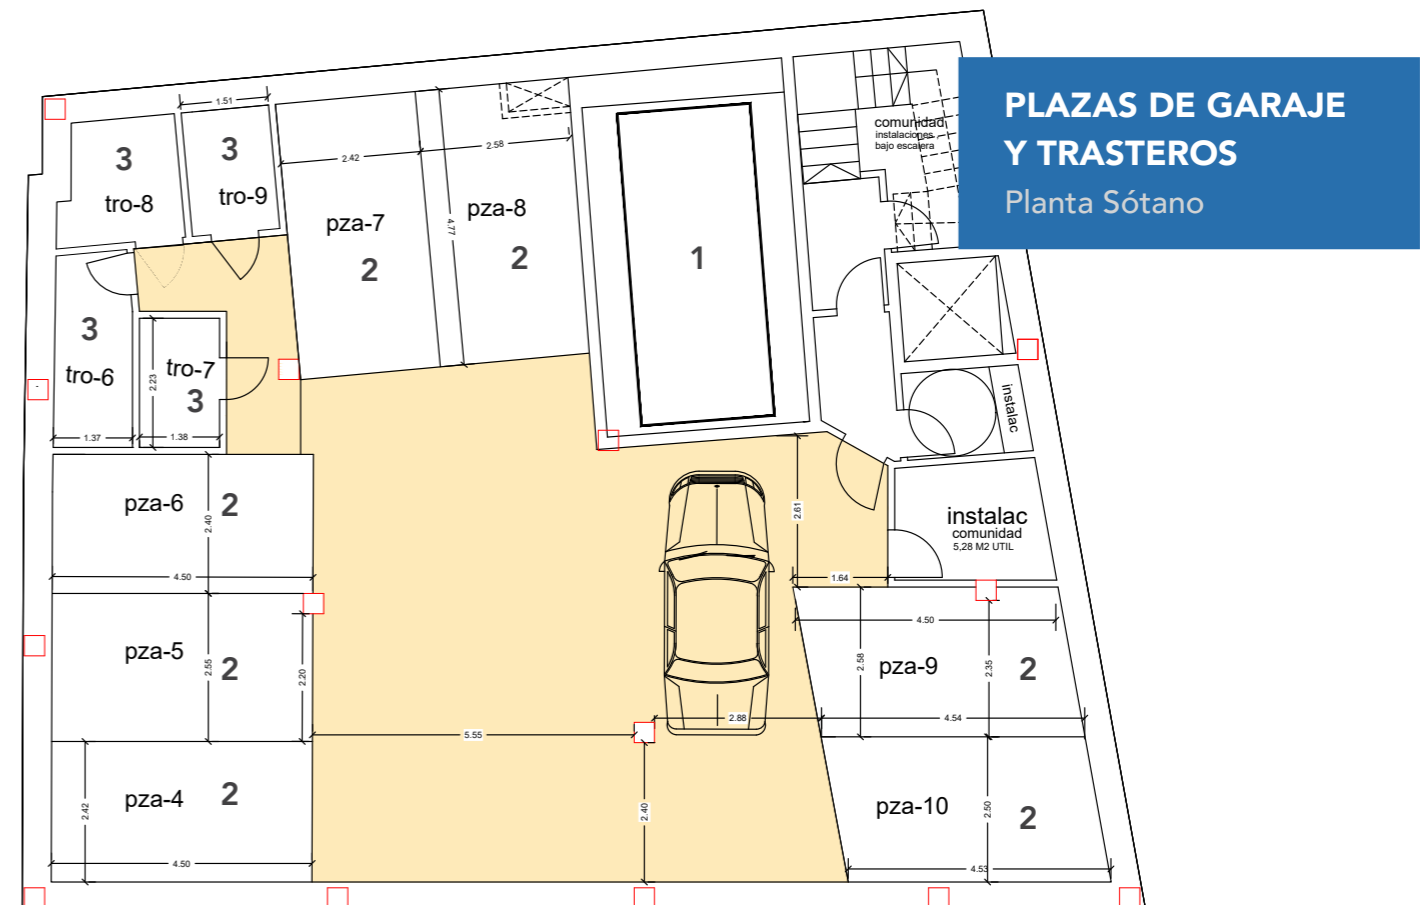 PLAZAS DE GARAJE
Y TRASTEROS
Planta Sótano
1.51
3
tro-8
3
tro-9
2.42
2.58
pza-7
2
pza-8
2
4.77
1
comunidad
instalaciones
bajo escalera
3
tro-6
1.37
2.23
tro-7
3
1.38
instalac
pza-6
2
2.40
4.50
2.61
instalac
comunidad
5,28 M2 UTIL
1.64
4.50
pza-5
2
2.55
2.20
pza-9
2
2.58
2.35
2.88
4.54
5.55
pza-4
2
2.42
4.50
2.40
pza-10
2
2.50
4.53